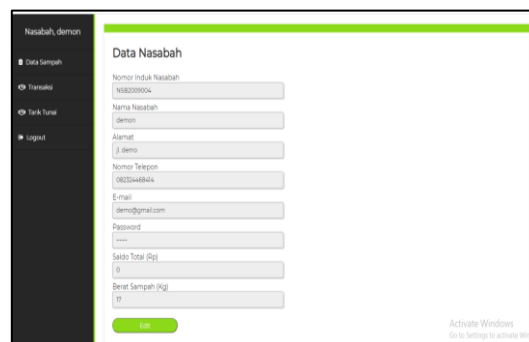 Nasabah, demon
Data Sampah
Transaksi
Tarik Tunai
Logout
Data Nasabah
Nomor Induk Nasabah
NSB2009004
Nama Nasabah
demon
Alamat
jl. demo
Nomor Telepon
082324468414
E-mail
demo@gmail.com
Password
Saldo Total (Rp)
0
Berat Sampah (Kg)
17
Edit
Activate Windows
Go to Settings to activate Win